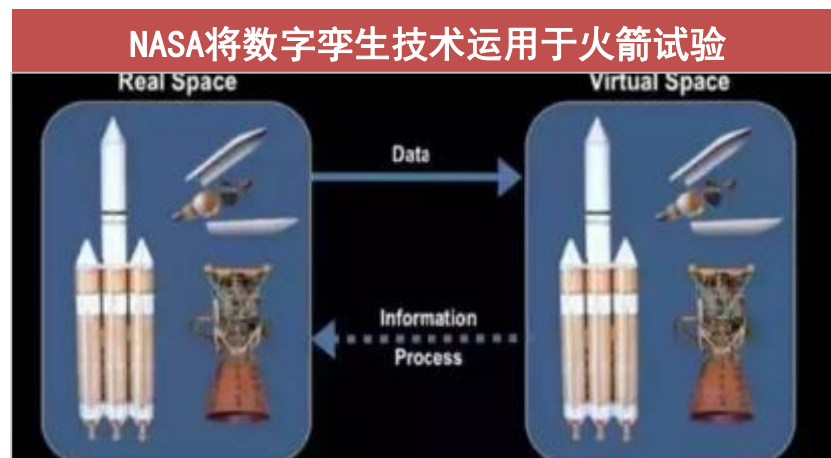 NASA将数字孪生技术运用于火箭试验
Real Space
Virtual Space
Data
Information
Process